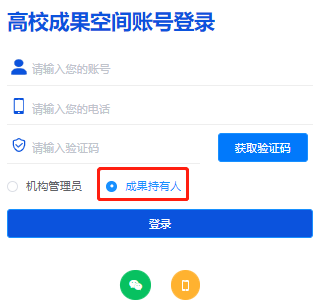 高校成果空间账号登录
请输入您的账号
请输入您的电话
请输入验证码 获取验证码
机构管理员 成果持有人
登录